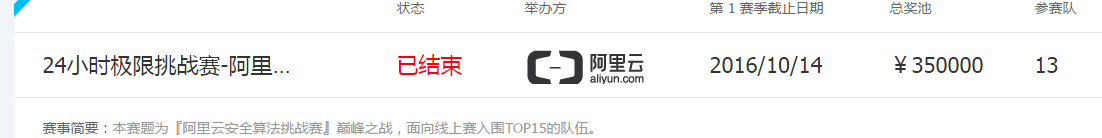 状态 举办方 第 1 赛季截止日期 总奖池 参赛队
24小时极限挑战赛-阿里... 已结束 阿里云 aliyun.com 2016/10/14 ¥350000 13
赛事简要：本赛题为『阿里云安全算法挑战赛』巅峰之战，面向线上赛入围TOP15的队伍。